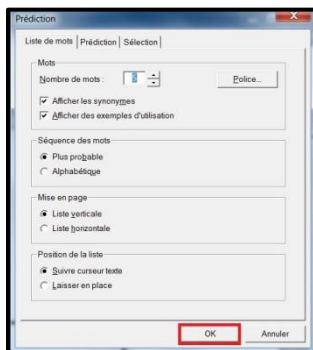 Prédiction
Liste de mots Prédiction Sélection
Mots
Nombre de mots : 5 Police...
Afficher les synonymes
Afficher des exemples d'utilisation
Séquence des mots
Plus probable
Alphabétique
Mise en page
Liste verticale
Liste horizontale
Position de la liste
Suivre curseur texte
Laisser en place
OK Annuler